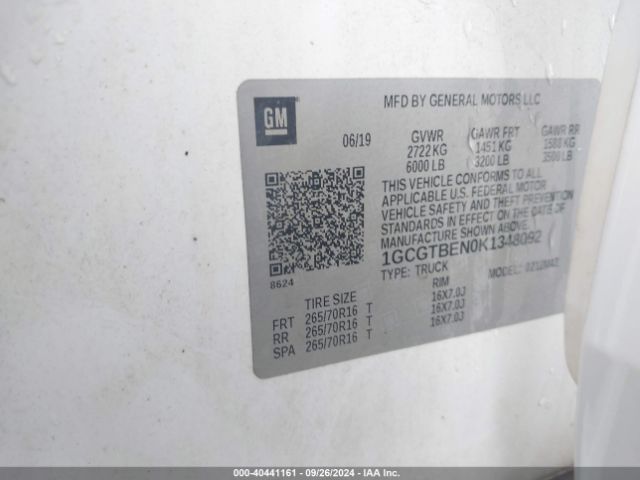 GM
MFD BY GENERAL MOTORS LLC
06/19 GVWR GAWR FRT GAWR RR
2722 KG 1451 KG 1588 KG
6000 LB 3200 LB 3500 LB
THIS VEHICLE CONFORMS TO ALL
APPLICABLE U.S. FEDERAL MOTOR
VEHICLE SAFETY AND THEFT PREVENTION
STANDARDS IN EFFECT ON THE DATE OF
MANUFACTURE SHOWN ABOVE.
1GCGTBEN0K1348092
8624
TYPE: TRUCK MODEL:
TIRE SIZE RIM
FRT 265/70R16 T 16X7.0J
RR 265/70R16 T 16X7.0J
SPA 265/70R16 T 16X7.0J
000-40441161 - 09/26/2024 - IAA Inc.